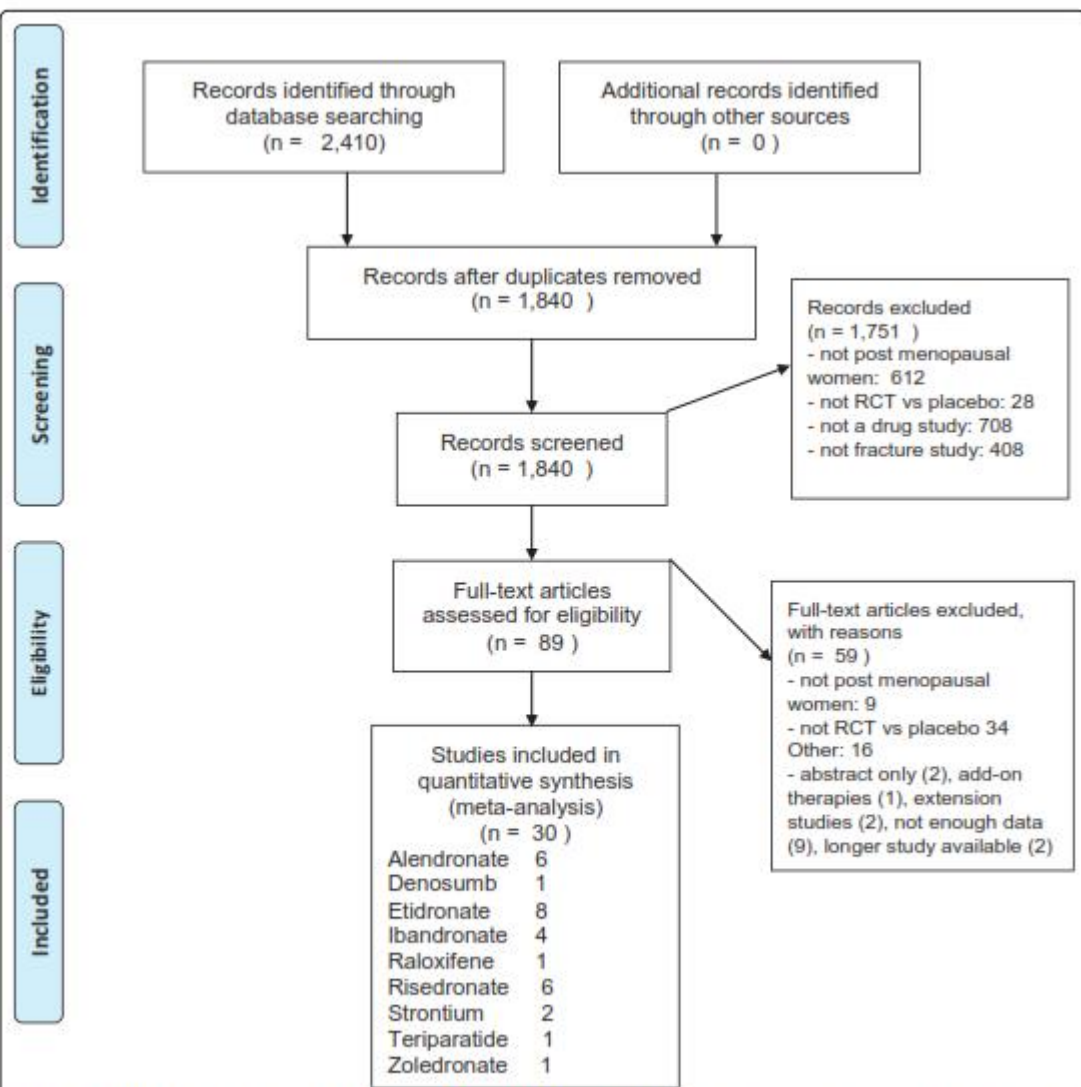 Identification
Records identified through
database searching
(n = 2,410)
Additional records identified
through other sources
(n = 0 )
Screening
Records after duplicates removed
(n = 1,840 )
Records excluded
(n = 1,751 )
- not post menopausal
women: 612
- not RCT vs placebo: 28
- not a drug study: 708
- not fracture study: 408
Records screened
(n = 1,840 )
Eligibility
Full-text articles
assessed for eligibility
(n = 89 )
Full-text articles excluded,
with reasons
(n = 59 )
- not post menopausal
women: 9
- not RCT vs placebo 34
Other: 16
- abstract only (2), add-on
therapies (1), extension
studies (2), not enough data
(9), longer study available (2)
Included
Studies included in
quantitative synthesis
(meta-analysis)
(n = 30 )
Alendronate 6
Denosumb 1
Etidronate 8
Ibandronate 4
Raloxifene 1
Risedronate 6
Strontium 2
Teriparatide 1
Zoledronate 1